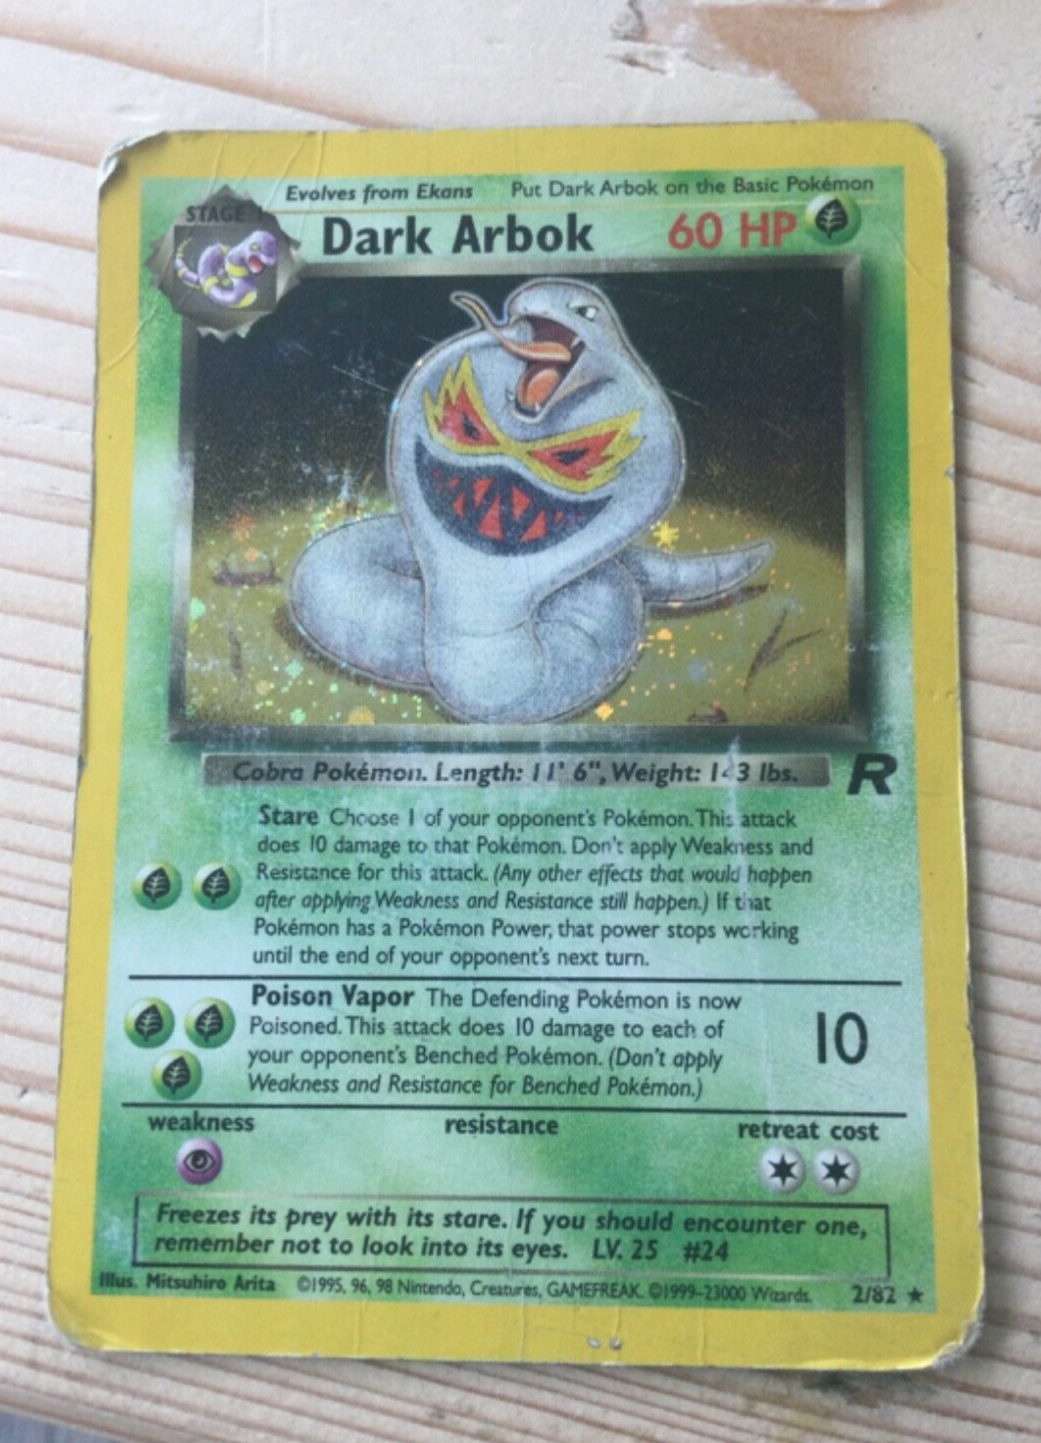 Evolves from Ekans Put Dark Arbok on the Basic Pokémon
STAGE 1
Dark Arbok 60 HP
Cobra Pokémon. Length: 11' 6", Weight: 143 lbs.
R
Stare Choose 1 of your opponent's Pokémon. This attack
does 10 damage to that Pokémon. Don't apply Weakness and
Resistance for this attack. (Any other effects that would happen
after applying Weakness and Resistance still happen.) If that
Pokémon has a Pokémon Power, that power stops working
until the end of your opponent's next turn.
Poison Vapor The Defending Pokémon is now
Poisoned. This attack does 10 damage to each of
your opponent's Benched Pokémon. (Don't apply
Weakness and Resistance for Benched Pokémon.)
10
weakness resistance retreat cost
Freezes its prey with its stare. If you should encounter one,
remember not to look into its eyes. LV. 25 #24
Illus. Mitsuhiro Arita ©1995, 96, 98 Nintendo, Creatures, GAMEFREAK. ©1999-23000 Wizards. 2/82 ★